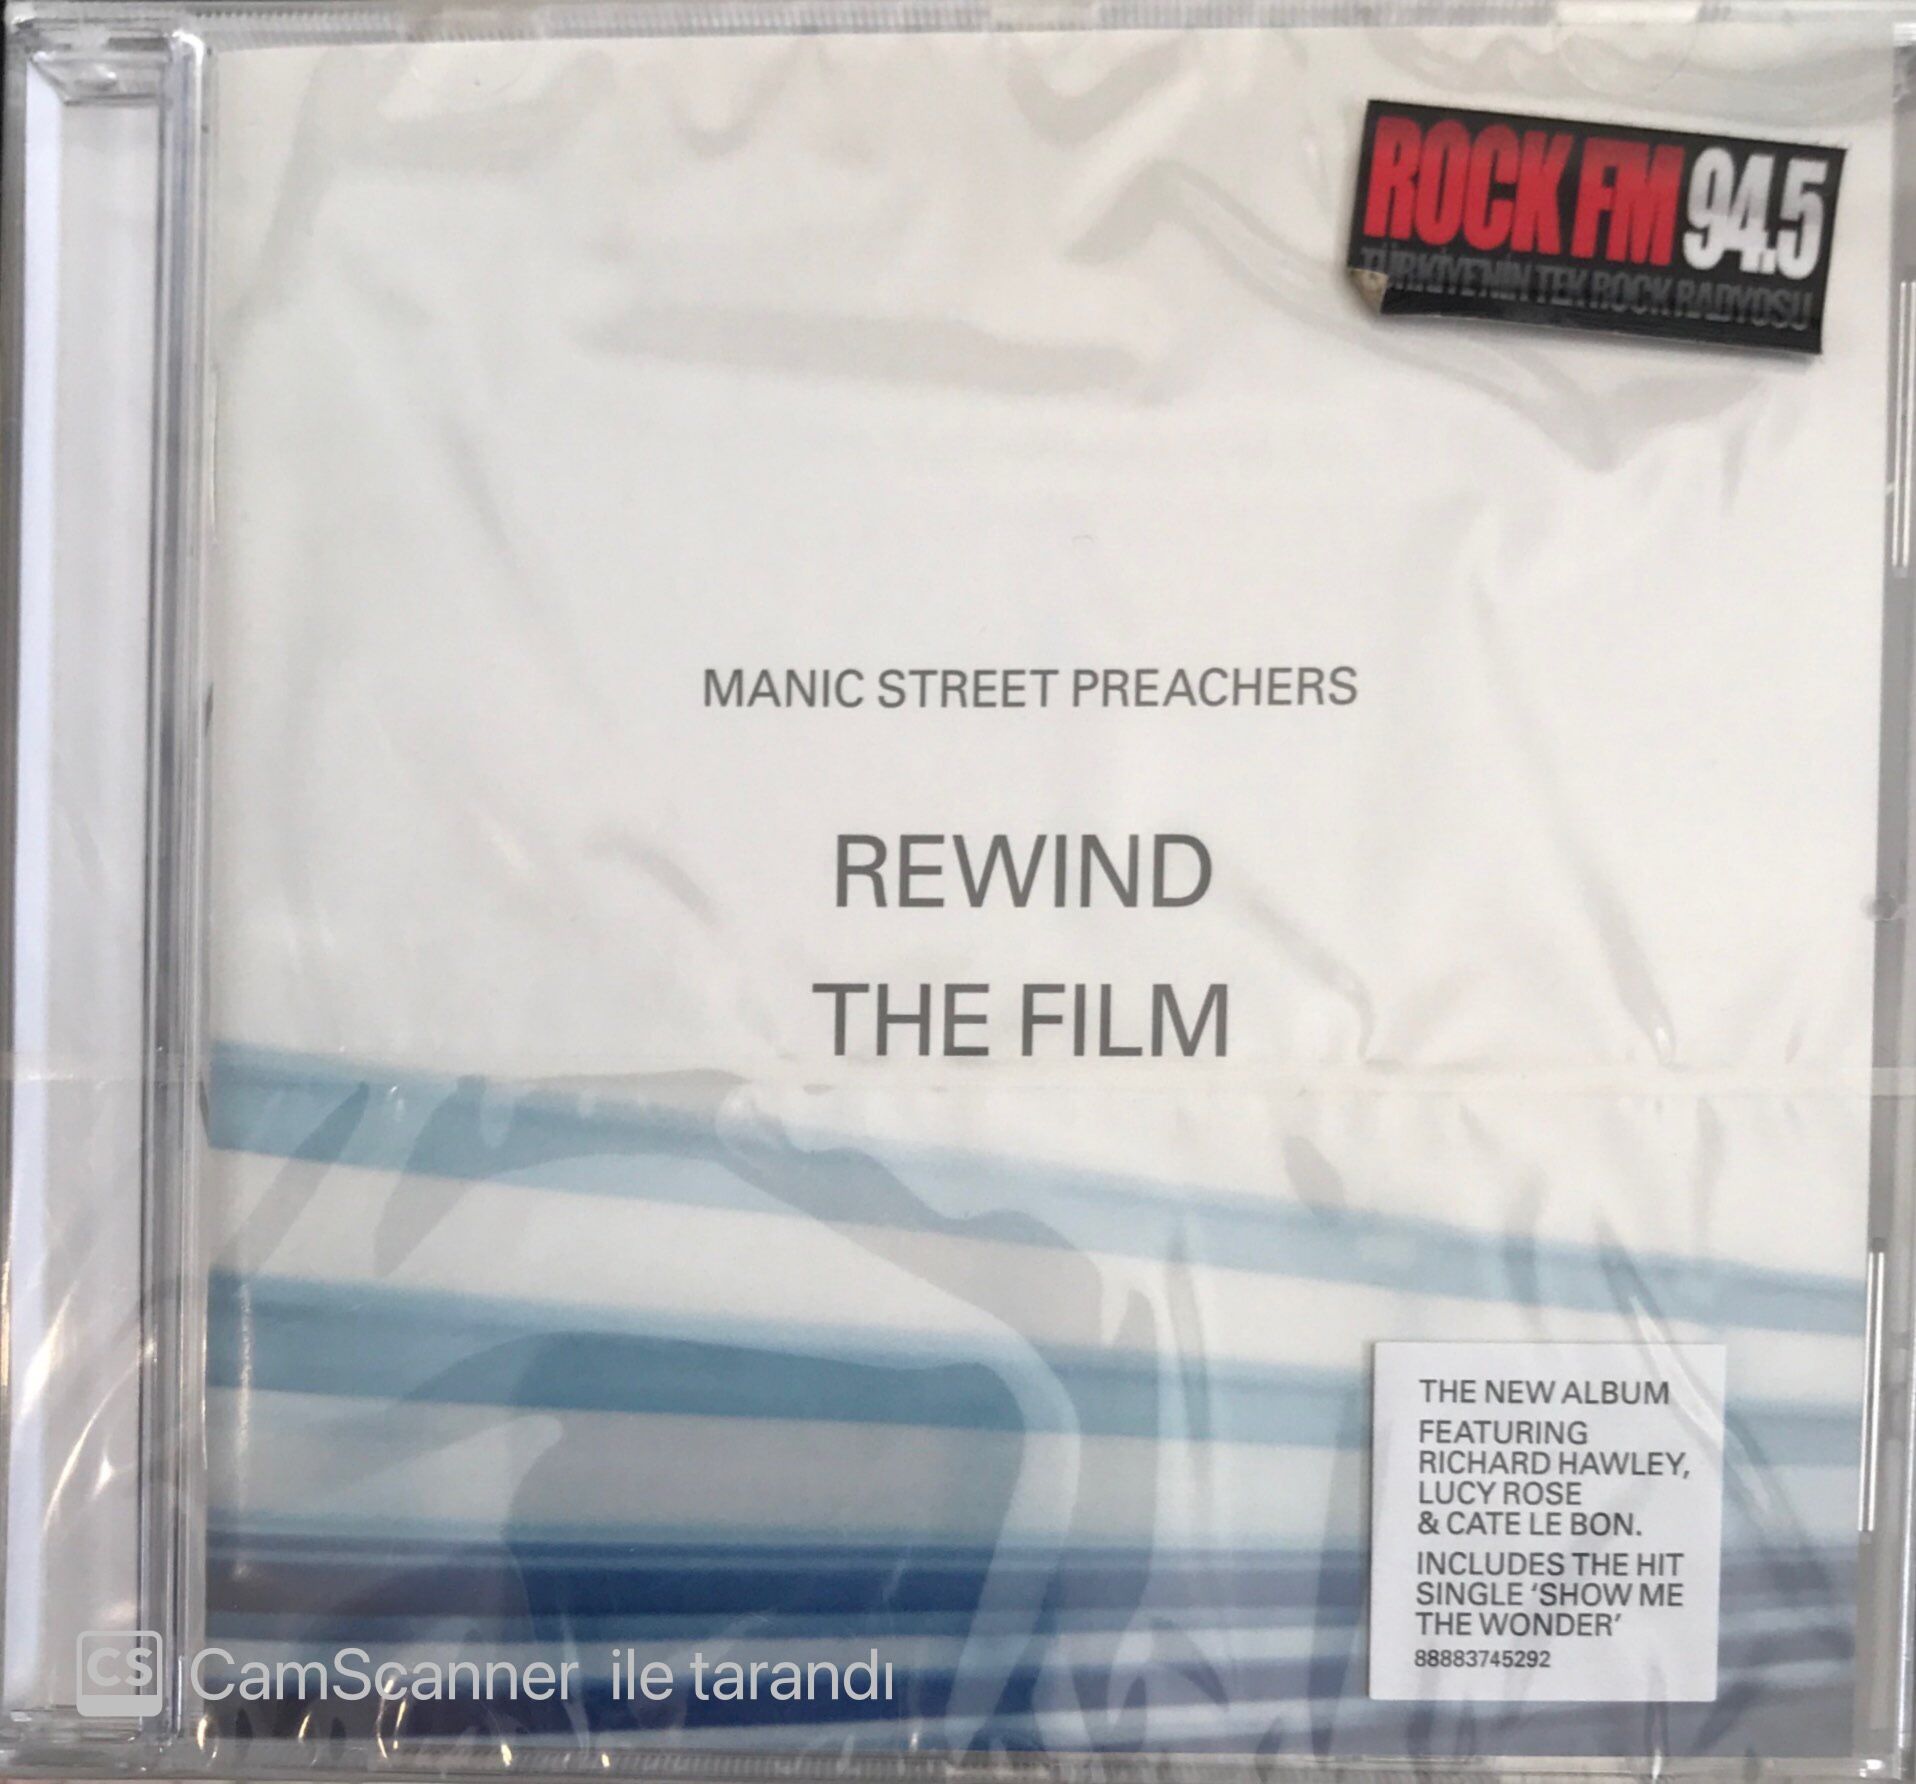 ROCK FM 94.5
TÜRKİYE'NİN TEK ROCK RADYOSU
MANIC STREET PREACHERS
REWIND
THE FILM
THE NEW ALBUM
FEATURING
RICHARD HAWLEY,
LUCY ROSE
& CATE LE BON.
INCLUDES THE HIT
SINGLE ‘SHOW ME
THE WONDER’
88883745292
CS CamScanner ile tarandı